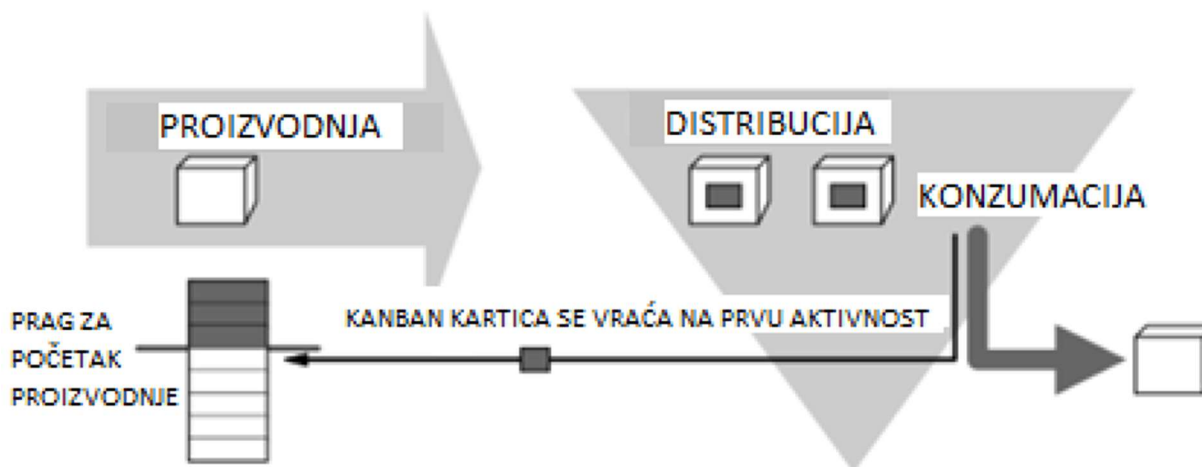 PROIZVODNJA
DISTRIBUCIJA
KONZUMACIJA
KANBAN KARTICA SE VRAĆA NA PRVU AKTIVNOST
PRAG ZA
POČETAK
PROIZVODNJE